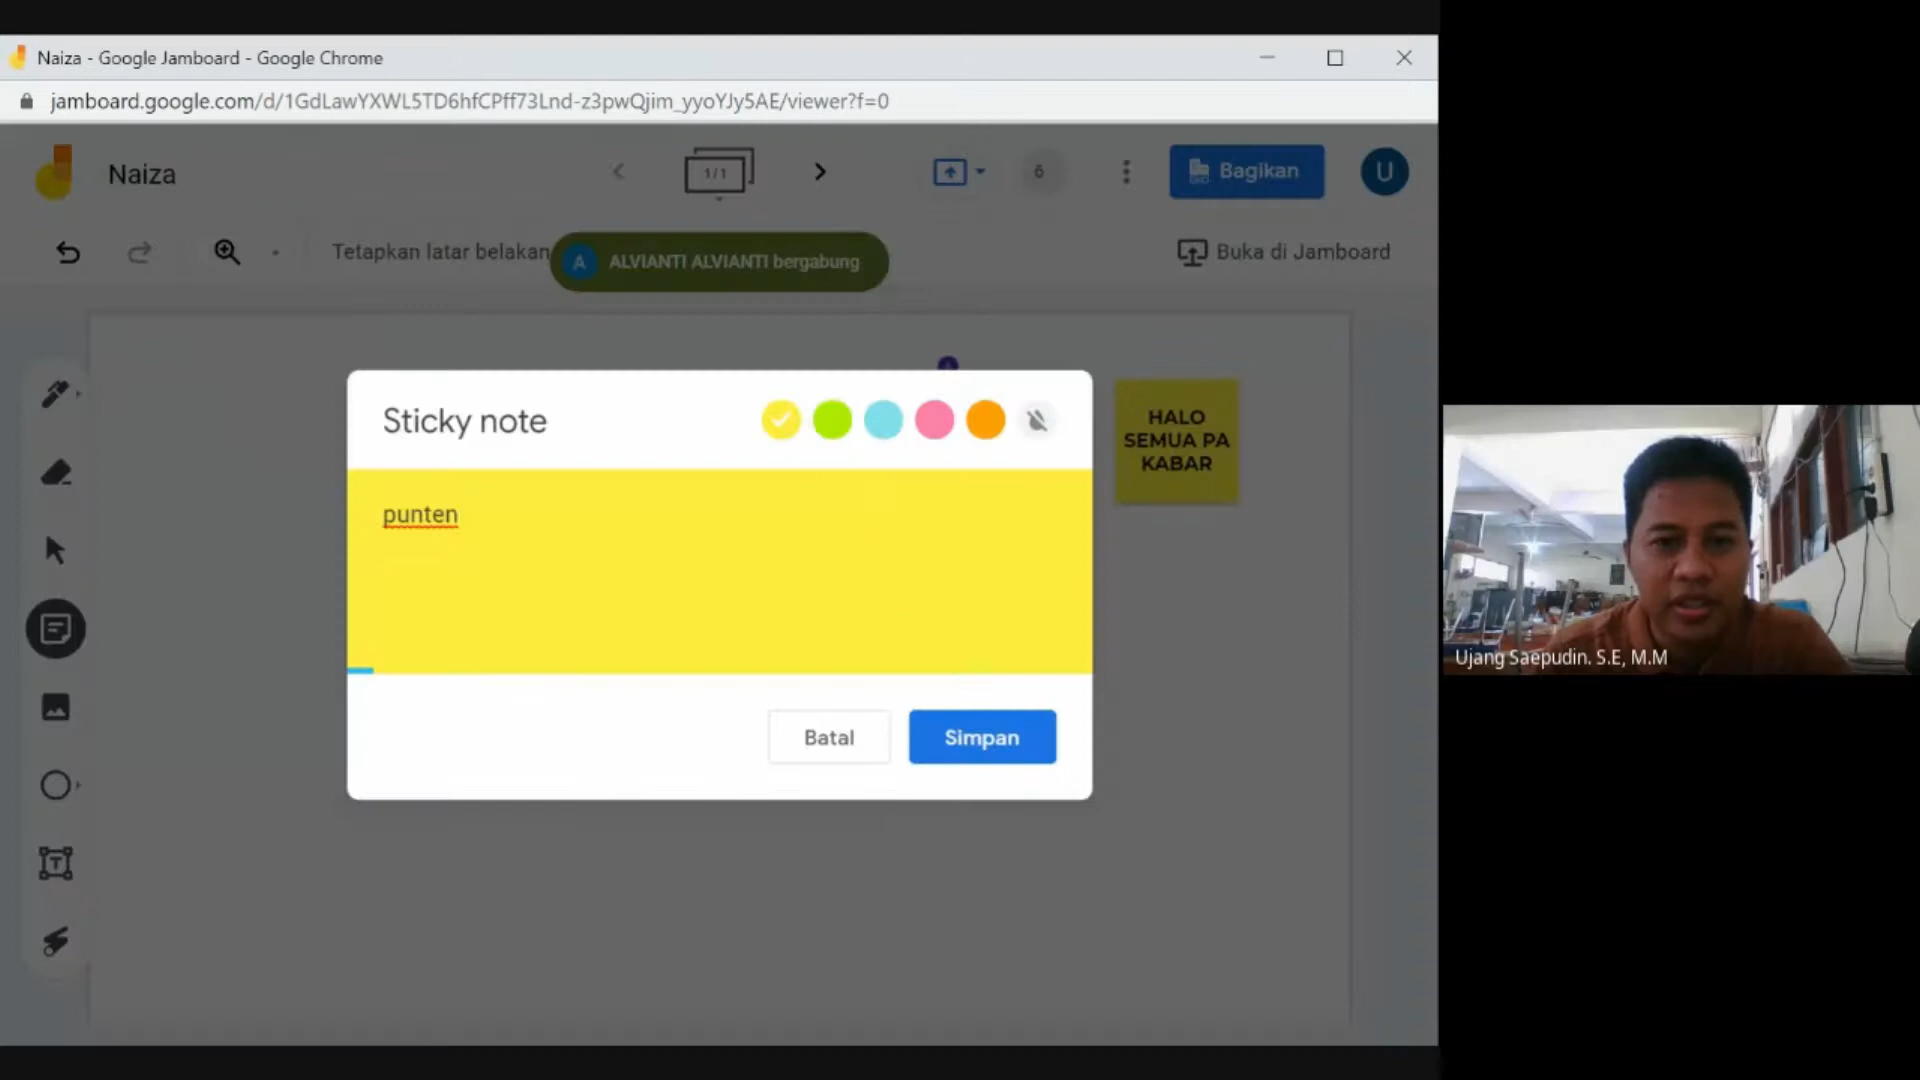 Naiza - Google Jamboard - Google Chrome
jamboard.google.com/d/1GdLawYXWL5TD6hfCPff73Lnd-z3pwQjim_yyoYJy5AE/viewer?f=0
Naiza
1/1
6
Bagikan
U
Tetapkan latar belakan
A ALVIANTI ALVIANTI bergabung
Buka di Jamboard
Sticky note
HALO
SEMUA PA
KABAR
punten
Batal
Simpan
Ujang Saepudin. S.E, M.M